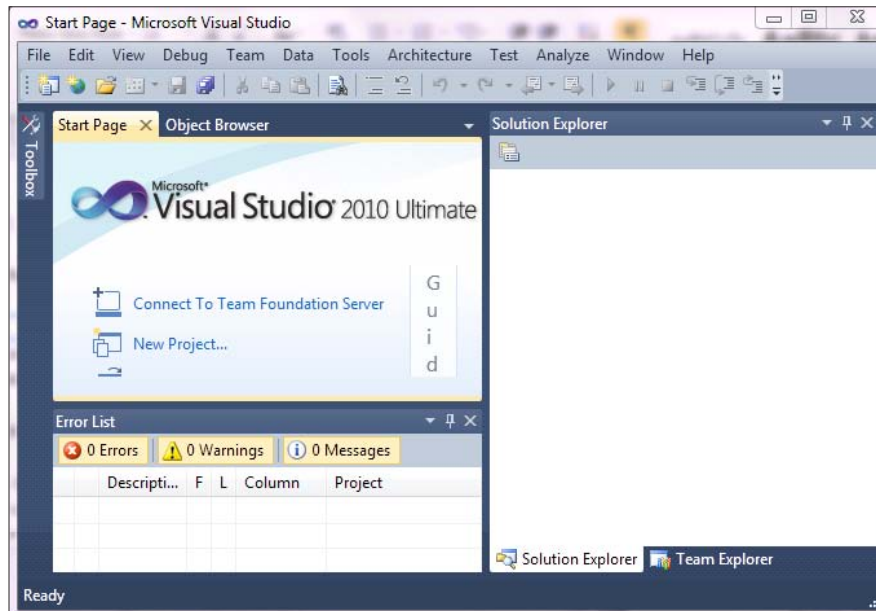 Start Page - Microsoft Visual Studio
File Edit View Debug Team Data Tools Architecture Test Analyze Window Help
Toolbox
Start Page Object Browser
Microsoft®
Visual Studio® 2010 Ultimate
Connect To Team Foundation Server
New Project...
G
u
i
d
Error List
0 Errors 0 Warnings 0 Messages
Descripti... F L Column Project
Solution Explorer
Solution Explorer Team Explorer
Ready